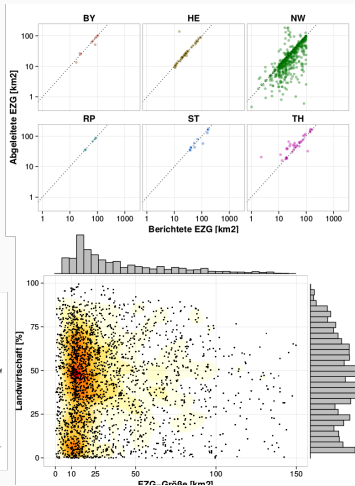 BY HE NW
100
10
1
RP ST TH
100
10
1
1 10 100 1000 1 10 100 1000 1 10 100 1000
Abgeleitete EZG [km2]
Berichtete EZG [km2]
100
75
50
25
0
Landwirtschaft [%]
0 10 25 50 100 150
EZG-Größe [km2]